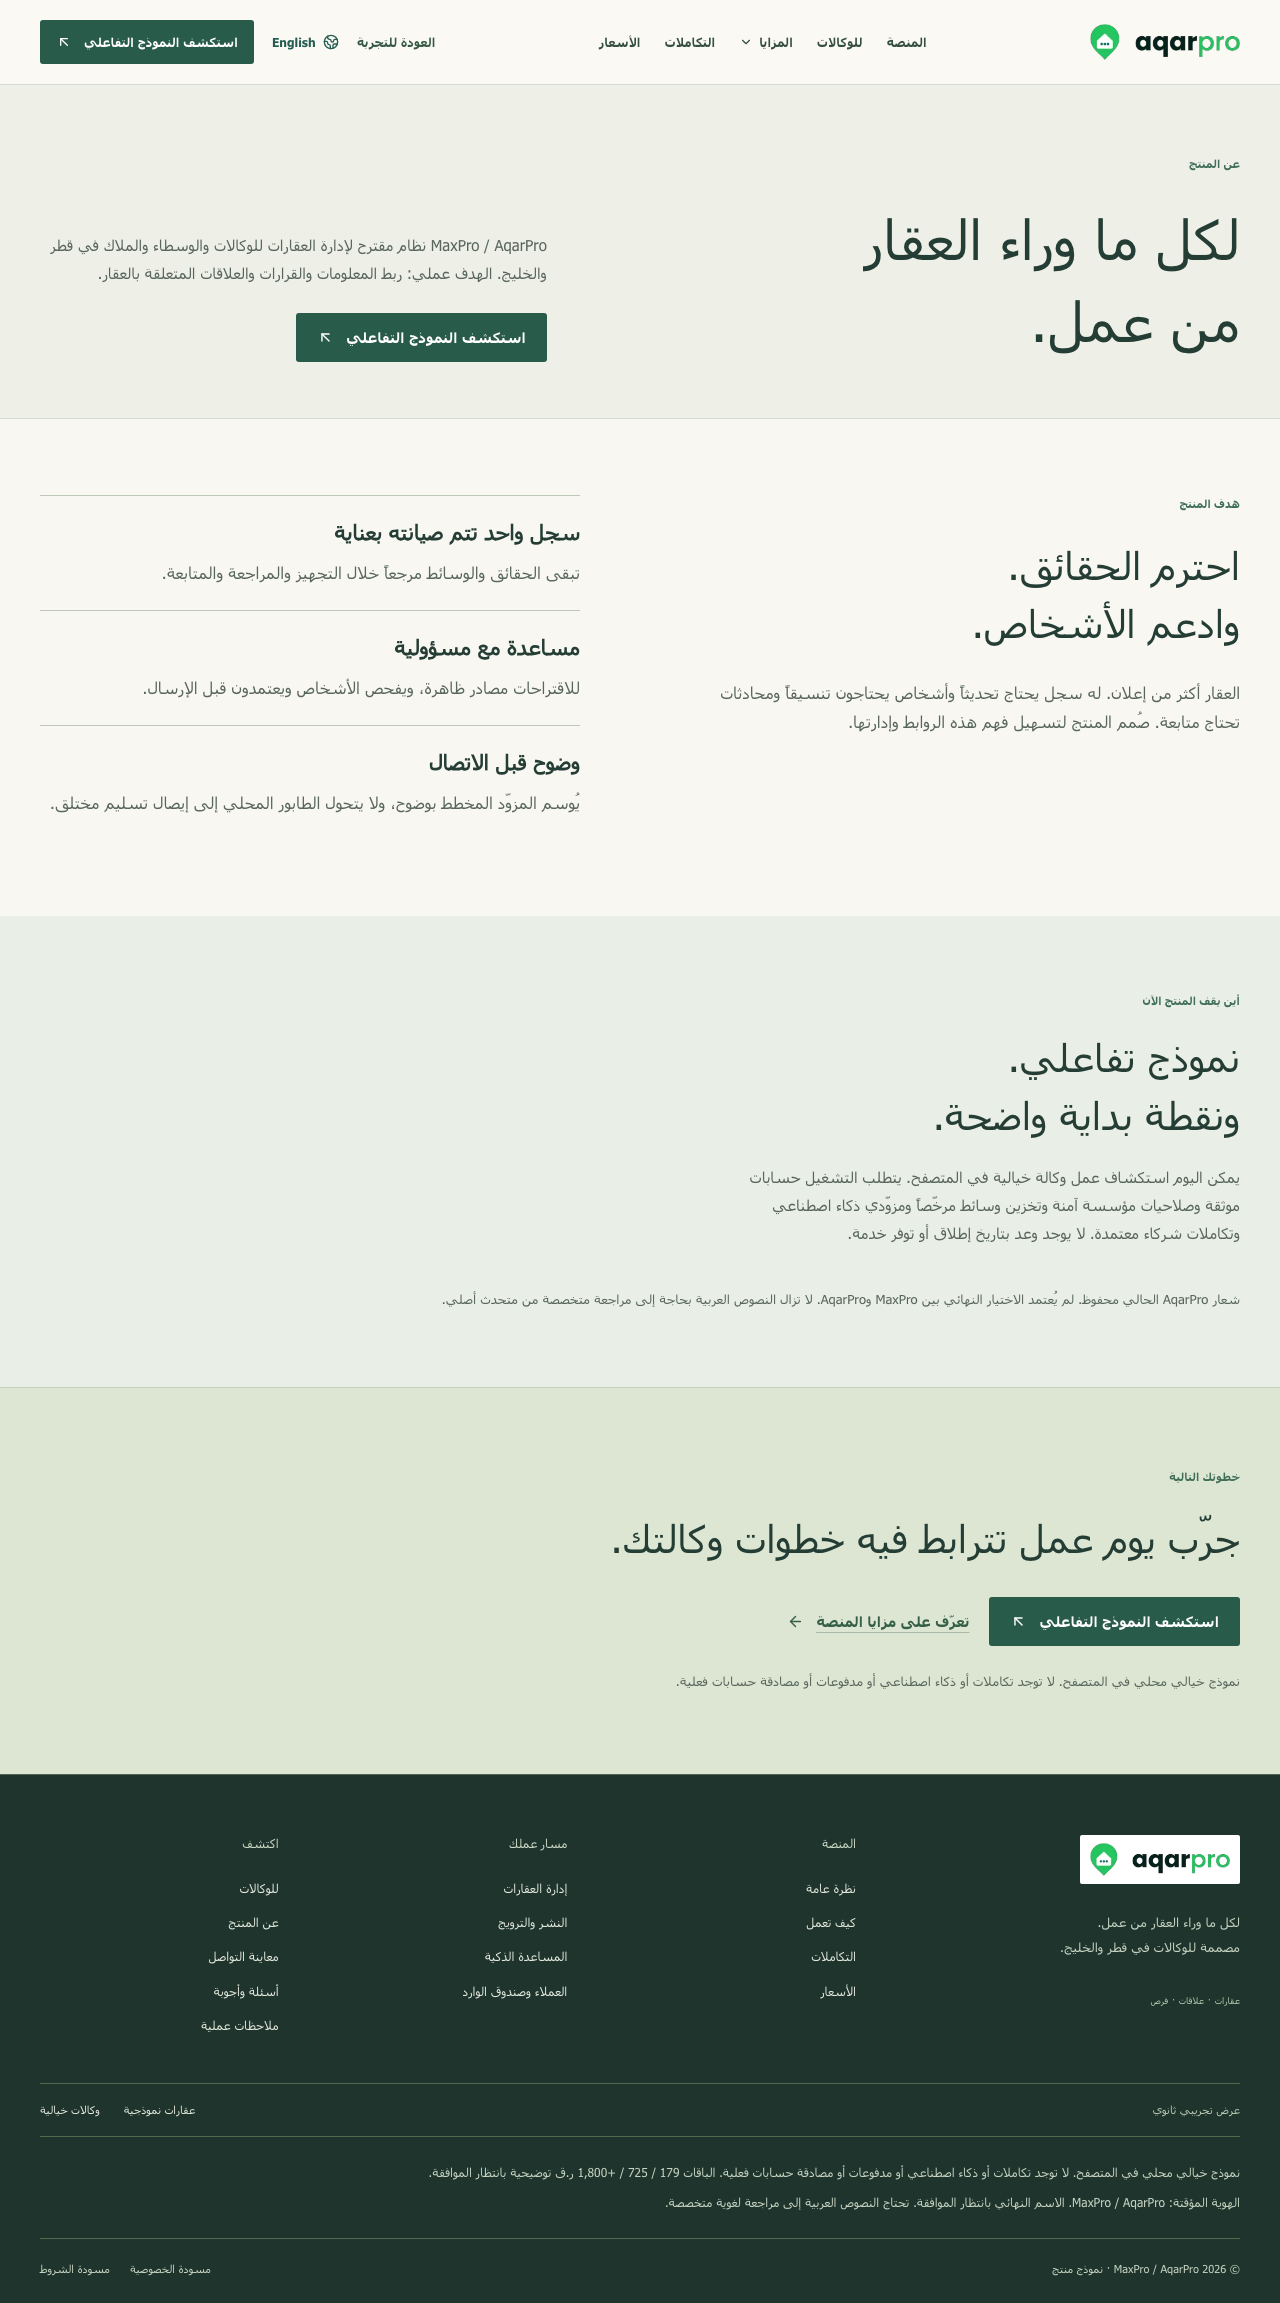 aqarpro
المنصة
للوكالات
المزايا
التكاملات
الأسعار
العودة للتجربة
English
استكشف النموذج التفاعلي
عن المنتج
لكل ما وراء العقار
من عمل.
MaxPro / AqarPro نظام مقترح لإدارة العقارات للوكالات والوسطاء والملاك في قطر
والخليج. الهدف عملي: ربط المعلومات والقرارات والعلاقات المتعلقة بالعقار.
استكشف النموذج التفاعلي
هدف المنتج
احترم الحقائق.
وادعم الأشخاص.
العقار أكثر من إعلان. له سجل يحتاج تحديثاً وأشخاص يحتاجون تنسيقاً ومحادثات
تحتاج متابعة. صُمم المنتج لتسهيل فهم هذه الروابط وإدارتها.
سجل واحد تتم صيانته بعناية
تبقى الحقائق والوسائط مرجعاً خلال التجهيز والمراجعة والمتابعة.
مساعدة مع مسؤولية
للاقتراحات مصادر ظاهرة، ويفحص الأشخاص ويعتمدون قبل الإرسال.
وضوح قبل الاتصال
يُوسم المزوّد المخطط بوضوح، ولا يتحول الطابور المحلي إلى إيصال تسليم مختلق.
أين يقف المنتج الآن
نموذج تفاعلي.
ونقطة بداية واضحة.
يمكن اليوم استكشاف عمل وكالة خيالية في المتصفح. يتطلب التشغيل حسابات
موثقة وصلاحيات مؤسسة آمنة وتخزين وسائط مرخّصاً ومزوّدي ذكاء اصطناعي
وتكاملات شركاء معتمدة. لا يوجد وعد بتاريخ إطلاق أو توفر خدمة.
شعار AqarPro الحالي محفوظ. لم يُعتمد الاختيار النهائي بين MaxPro وAqarPro. لا تزال النصوص العربية بحاجة إلى مراجعة متخصصة من متحدث أصلي.
خطوتك التالية
جرّب يوم عمل تترابط فيه خطوات وكالتك.
استكشف النموذج التفاعلي
تعرّف على مزايا المنصة
نموذج خيالي محلي في المتصفح. لا توجد تكاملات أو ذكاء اصطناعي أو مدفوعات أو مصادقة حسابات فعلية.
aqarpro
لكل ما وراء العقار من عمل.
مصممة للوكالات في قطر والخليج.
عقارات · علاقات · فرص
المنصة
نظرة عامة
كيف تعمل
التكاملات
الأسعار
مسار عملك
إدارة العقارات
النشر والترويج
المساعدة الذكية
العملاء وصندوق الوارد
اكتشف
للوكالات
عن المنتج
معاينة التواصل
أسئلة وأجوبة
ملاحظات عملية
عرض تجريبي ثانوي
عقارات نموذجية
وكالات خيالية
نموذج خيالي محلي في المتصفح. لا توجد تكاملات أو ذكاء اصطناعي أو مدفوعات أو مصادقة حسابات فعلية. الباقات 179 / 725 / +1,800 ر.ق توضيحية بانتظار الموافقة.
الهوية المؤقتة: MaxPro / AqarPro. الاسم النهائي بانتظار الموافقة. تحتاج النصوص العربية إلى مراجعة لغوية متخصصة.
© 2026 MaxPro / AqarPro · نموذج منتج
مسودة الخصوصية
مسودة الشروط